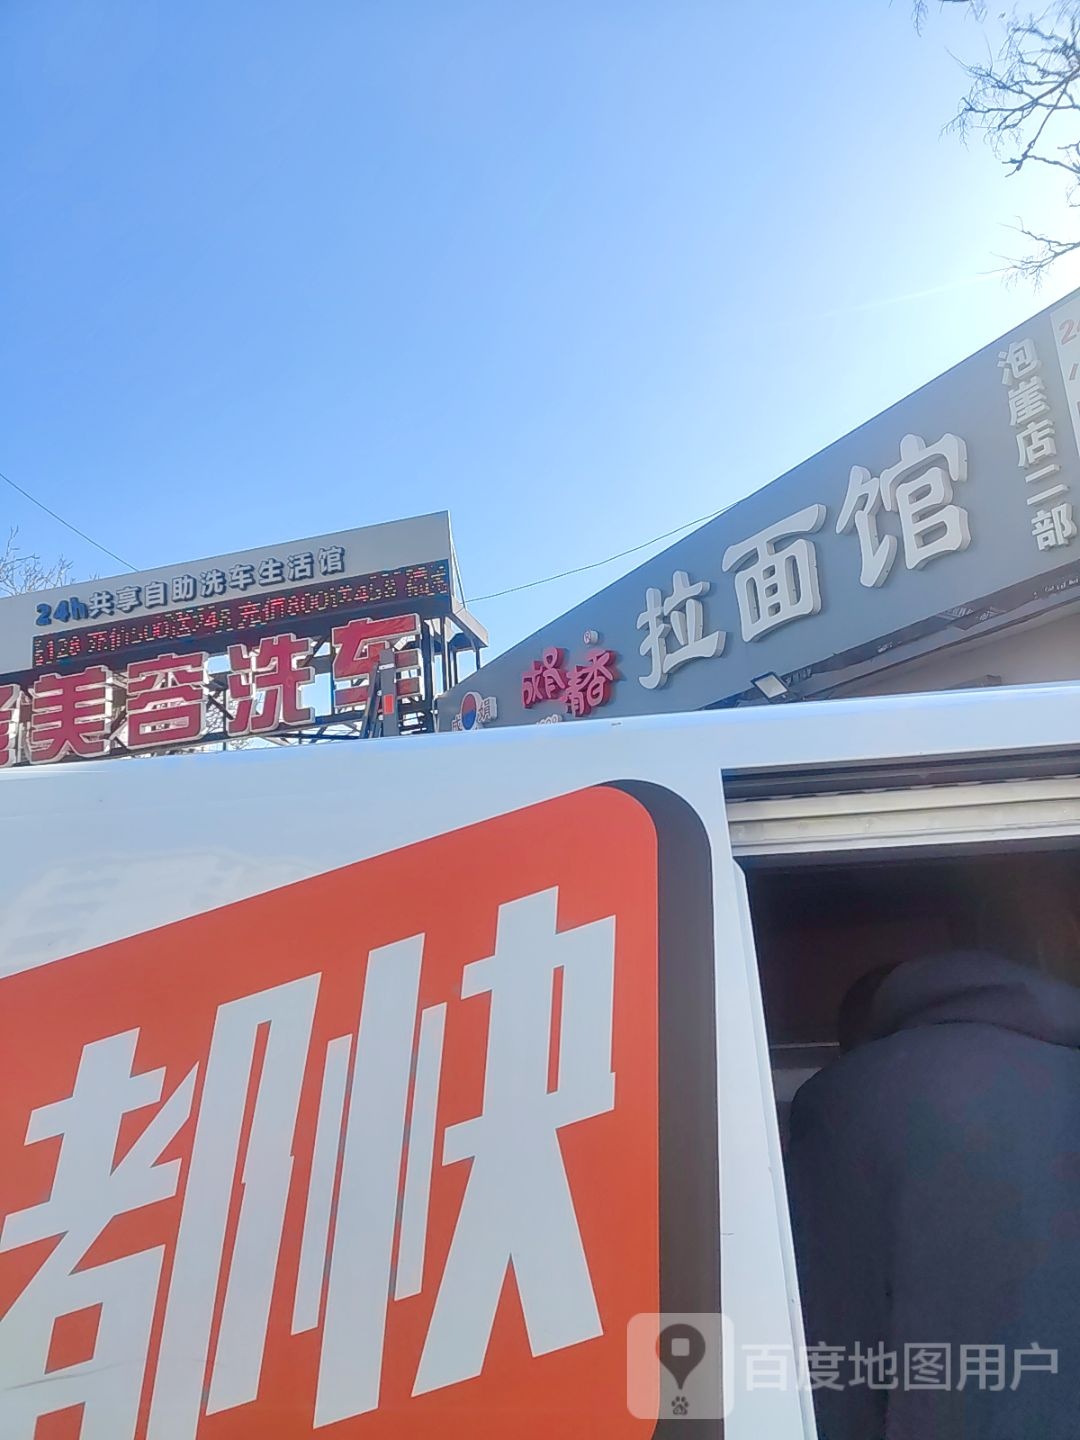 24h共享自助洗车生活馆
美容洗车
拉面馆
泡崖店二部
都快
百度地图用户